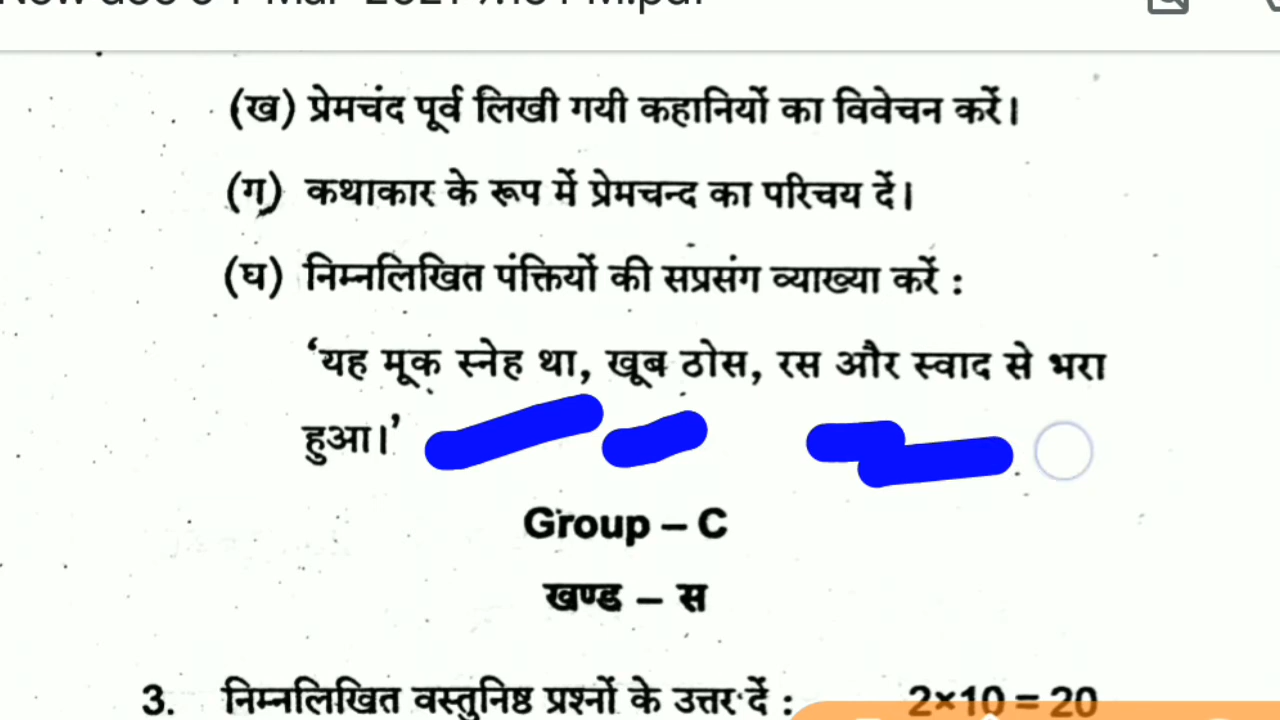 (ख) प्रेमचंद पूर्व लिखी गयी कहानियों का विवेचन करें।
(ग) कथाकार के रूप में प्रेमचन्द का परिचय दें।
(घ) निम्नलिखित पंक्तियों की सप्रसंग व्याख्या करें :
‘यह मूक स्नेह था, खूब ठोस, रस और स्वाद से भरा
हुआ।’
Group – C
खण्ड – स
3. निम्नलिखित वस्तुनिष्ठ प्रश्नों के उत्तर दें : 2×10 = 20